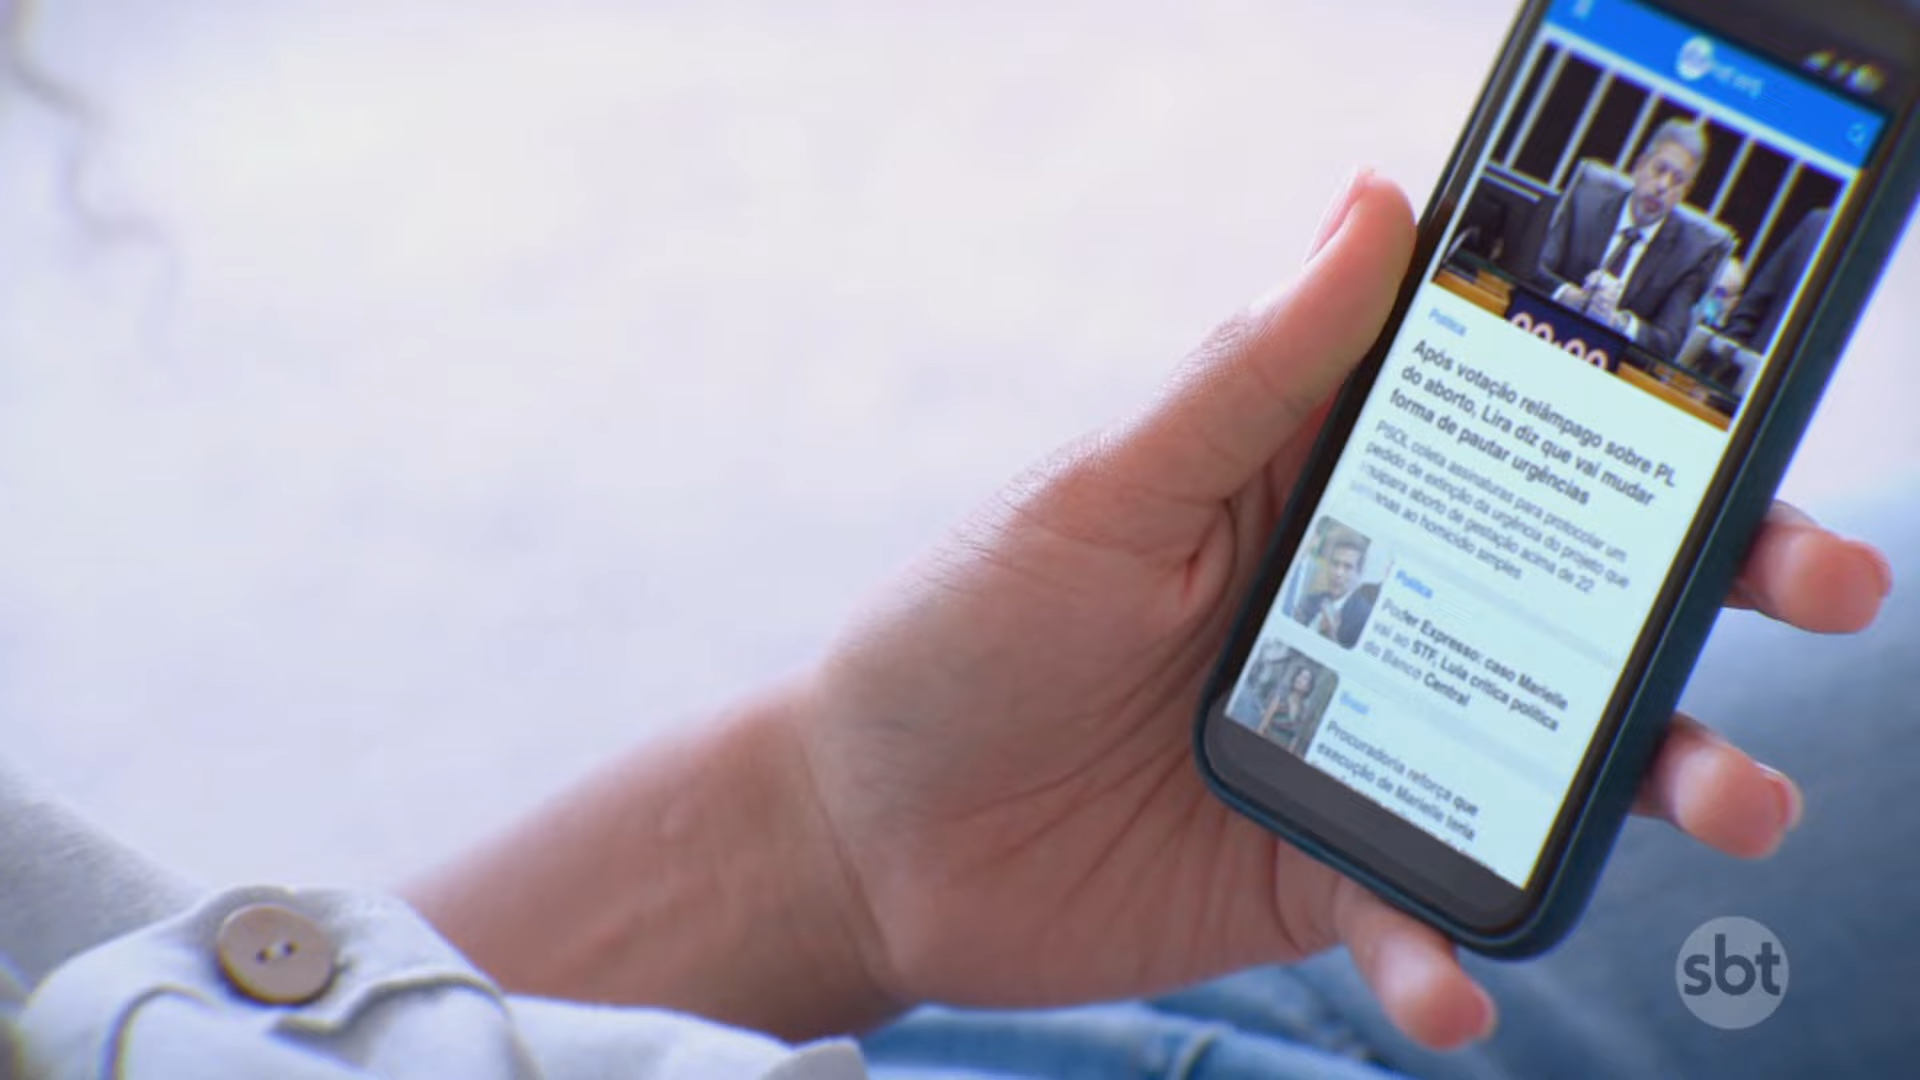 news
00:00
Política
Após votação relâmpago sobre PL
do aborto, Lira diz que vai mudar
forma de pautar urgências
PSOL coleta assinaturas para protocolar um
pedido de extinção da urgência do projeto que
aborto de gestação acima de 22
ao homicídio simples
Política
Poder Expresso: caso Marielle
vai ao STF, Lula critica política
do Banco Central
Brasil
Procuradoria reforça que
execução de Marielle teria
sbt